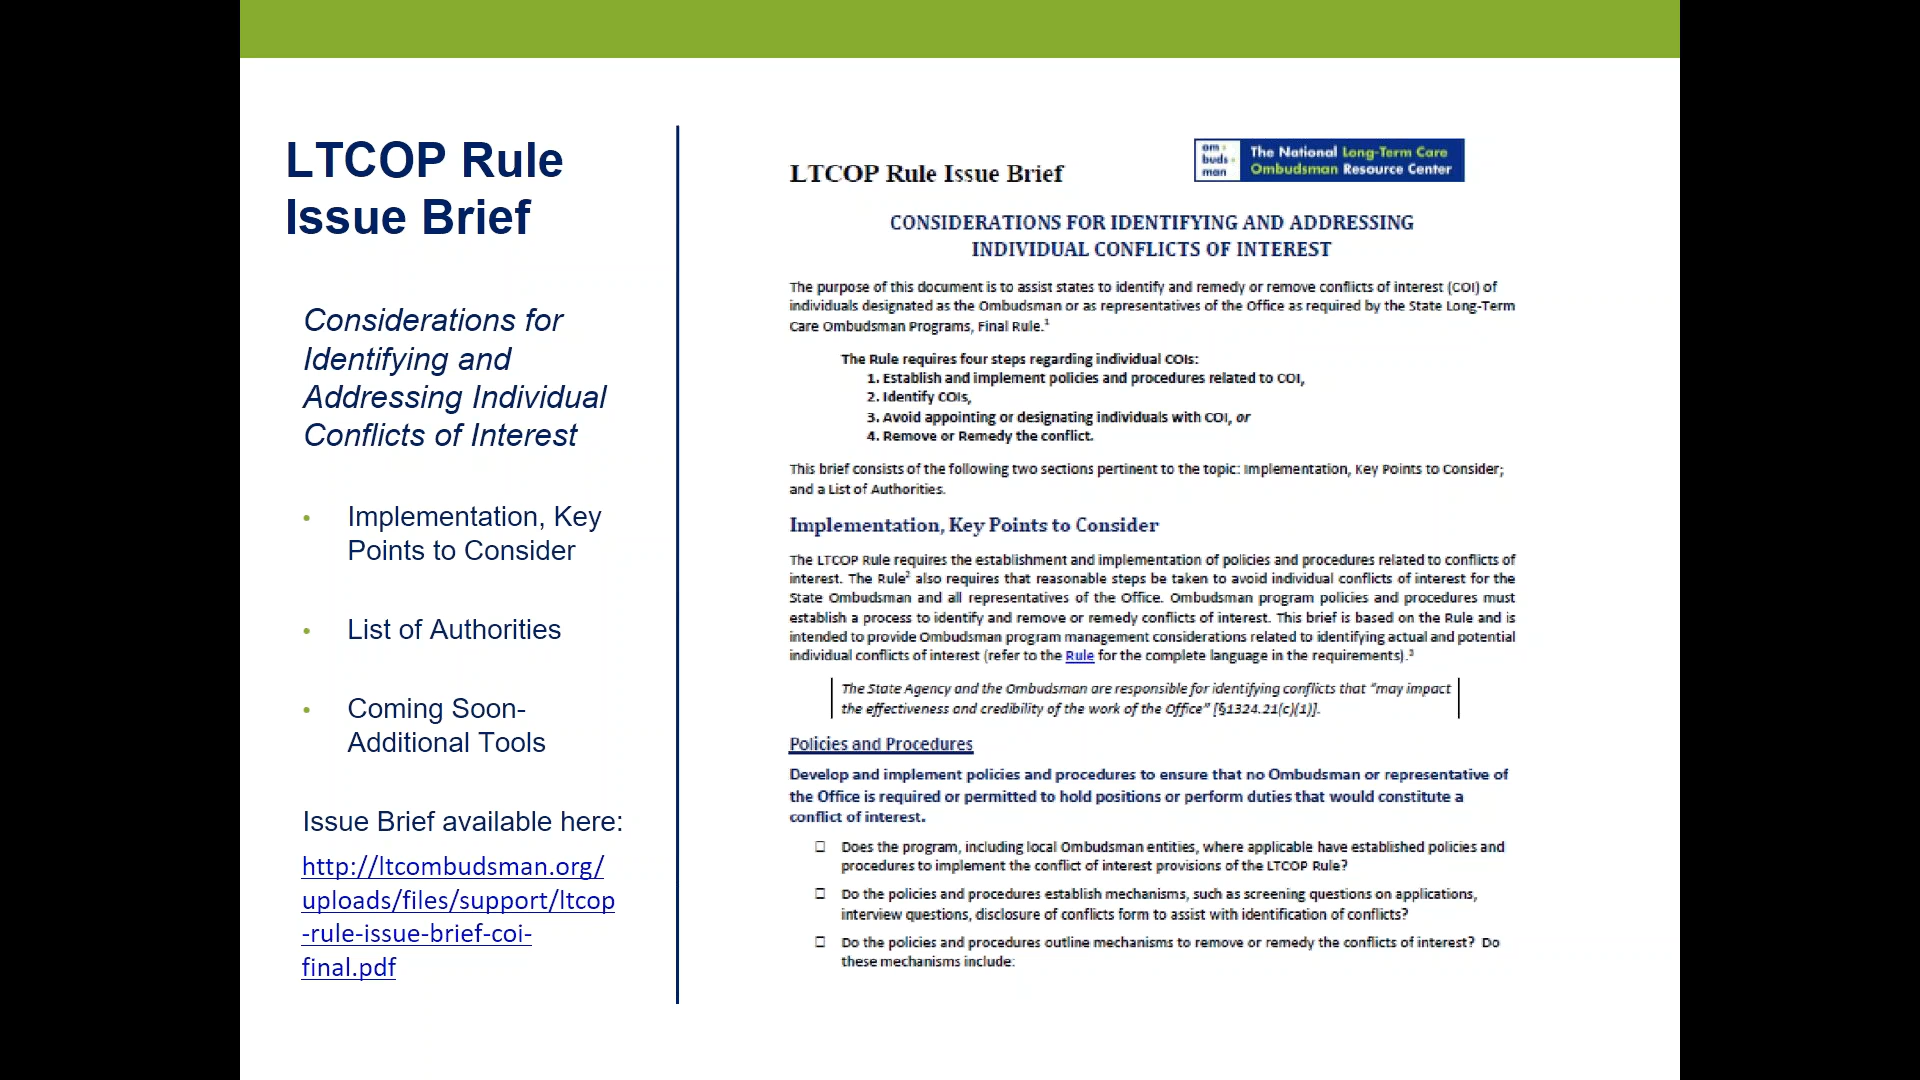 LTCOP Rule
Issue Brief
Considerations for
Identifying and
Addressing Individual
Conflicts of Interest
• Implementation, Key
Points to Consider
• List of Authorities
• Coming Soon-
Additional Tools
Issue Brief available here:
http://ltcombudsman.org/
uploads/files/support/ltcop
-rule-issue-brief-coi-
final.pdf
LTCOP Rule Issue Brief
om
buds
man
The National Long-Term Care
Ombudsman Resource Center
CONSIDERATIONS FOR IDENTIFYING AND ADDRESSING
INDIVIDUAL CONFLICTS OF INTEREST
The purpose of this document is to assist states to identify and remedy or remove conflicts of interest (COI) of
individuals designated as the Ombudsman or as representatives of the Office as required by the State Long-Term
Care Ombudsman Programs, Final Rule.¹
The Rule requires four steps regarding individual COIs:
1. Establish and implement policies and procedures related to COI,
2. Identify COIs,
3. Avoid appointing or designating individuals with COI, or
4. Remove or Remedy the conflict.
This brief consists of the following two sections pertinent to the topic: Implementation, Key Points to Consider;
and a List of Authorities.
Implementation, Key Points to Consider
The LTCOP Rule requires the establishment and implementation of policies and procedures related to conflicts of
interest. The Rule² also requires that reasonable steps be taken to avoid individual conflicts of interest for the
State Ombudsman and all representatives of the Office. Ombudsman program policies and procedures must
establish a process to identify and remove or remedy conflicts of interest. This brief is based on the Rule and is
intended to provide Ombudsman program management considerations related to identifying actual and potential
individual conflicts of interest (refer to the Rule for the complete language in the requirements).³
The State Agency and the Ombudsman are responsible for identifying conflicts that “may impact
the effectiveness and credibility of the work of the Office” [§1324.21(c)(1)].
Policies and Procedures
Develop and implement policies and procedures to ensure that no Ombudsman or representative of
the Office is required or permitted to hold positions or perform duties that would constitute a
conflict of interest.
☐ Does the program, including local Ombudsman entities, where applicable have established policies and
procedures to implement the conflict of interest provisions of the LTCOP Rule?
☐ Do the policies and procedures establish mechanisms, such as screening questions on applications,
interview questions, disclosure of conflicts form to assist with identification of conflicts?
☐ Do the policies and procedures outline mechanisms to remove or remedy the conflicts of interest? Do
these mechanisms include: